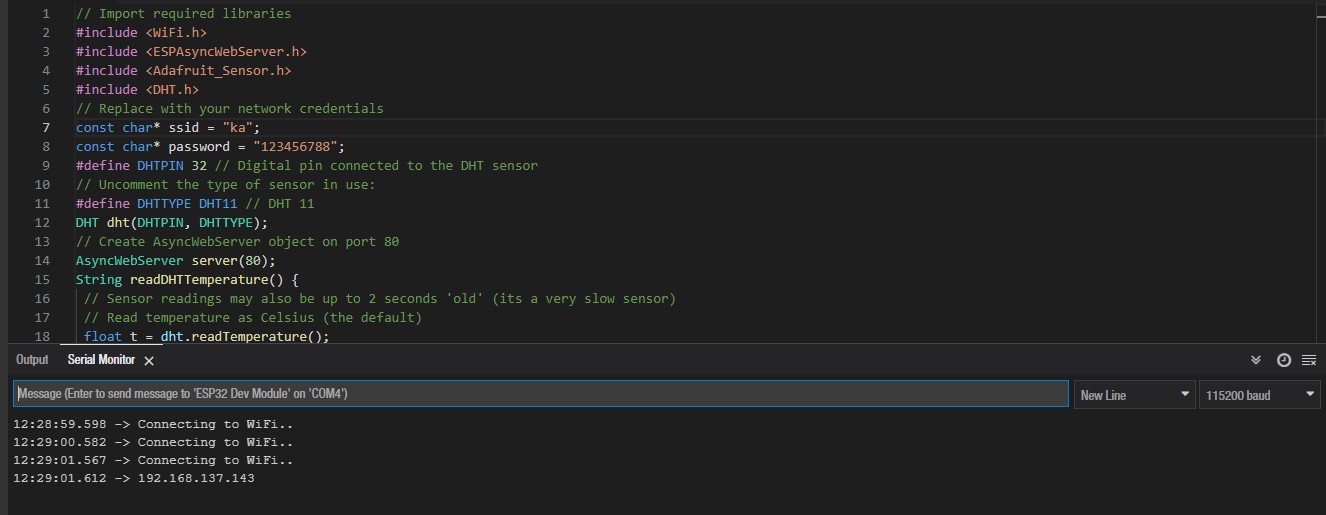 1 // Import required libraries
2 #include <WiFi.h>
3 #include <ESPAsyncWebServer.h>
4 #include <Adafruit_Sensor.h>
5 #include <DHT.h>
6 // Replace with your network credentials
7 const char* ssid = "ka";
8 const char* password = "123456788";
9 #define DHTPIN 32 // Digital pin connected to the DHT sensor
10 // Uncomment the type of sensor in use:
11 #define DHTTYPE DHT11 // DHT 11
12 DHT dht(DHTPIN, DHTTYPE);
13 // Create AsyncWebServer object on port 80
14 AsyncWebServer server(80);
15 String readDHTTemperature() {
16 // Sensor readings may also be up to 2 seconds 'old' (its a very slow sensor)
17 // Read temperature as Celsius (the default)
18 float t = dht.readTemperature();
Output Serial Monitor
Message (Enter to send message to 'ESP32 Dev Module' on 'COM4') New Line 115200 baud
12:28:59.598 -> Connecting to WiFi..
12:29:00.582 -> Connecting to WiFi..
12:29:01.567 -> Connecting to WiFi..
12:29:01.612 -> 192.168.137.143